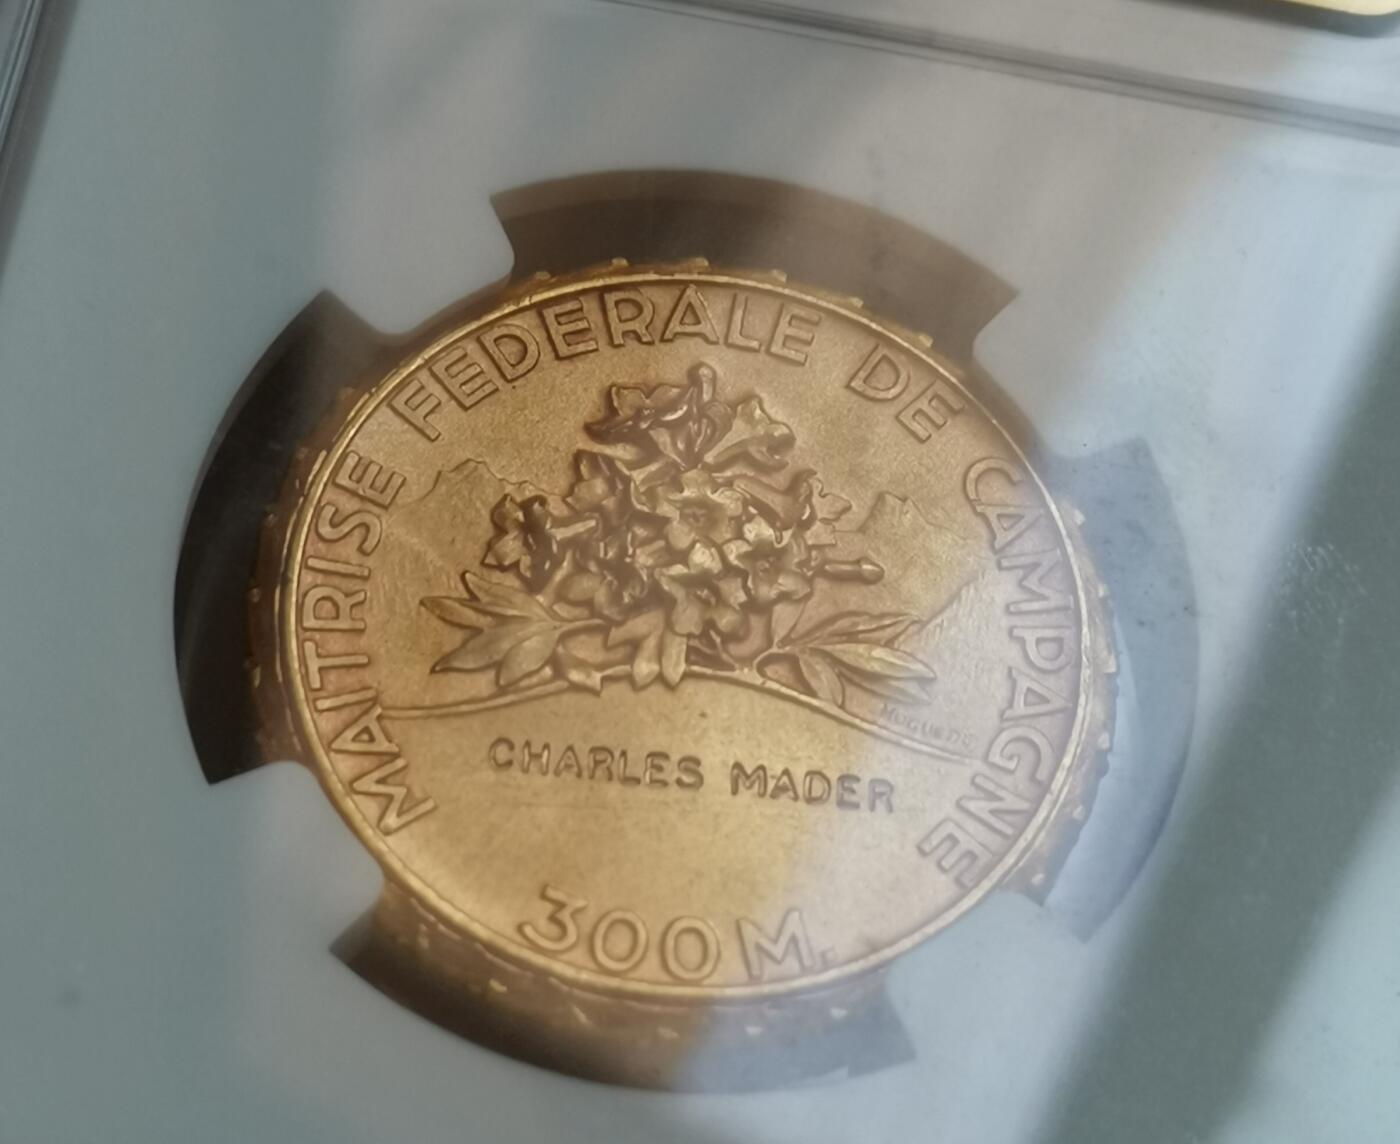 MAITRISE FEDERALE DE CAMPAGNE
HUGUENIN
CHARLES MADER
300 M.